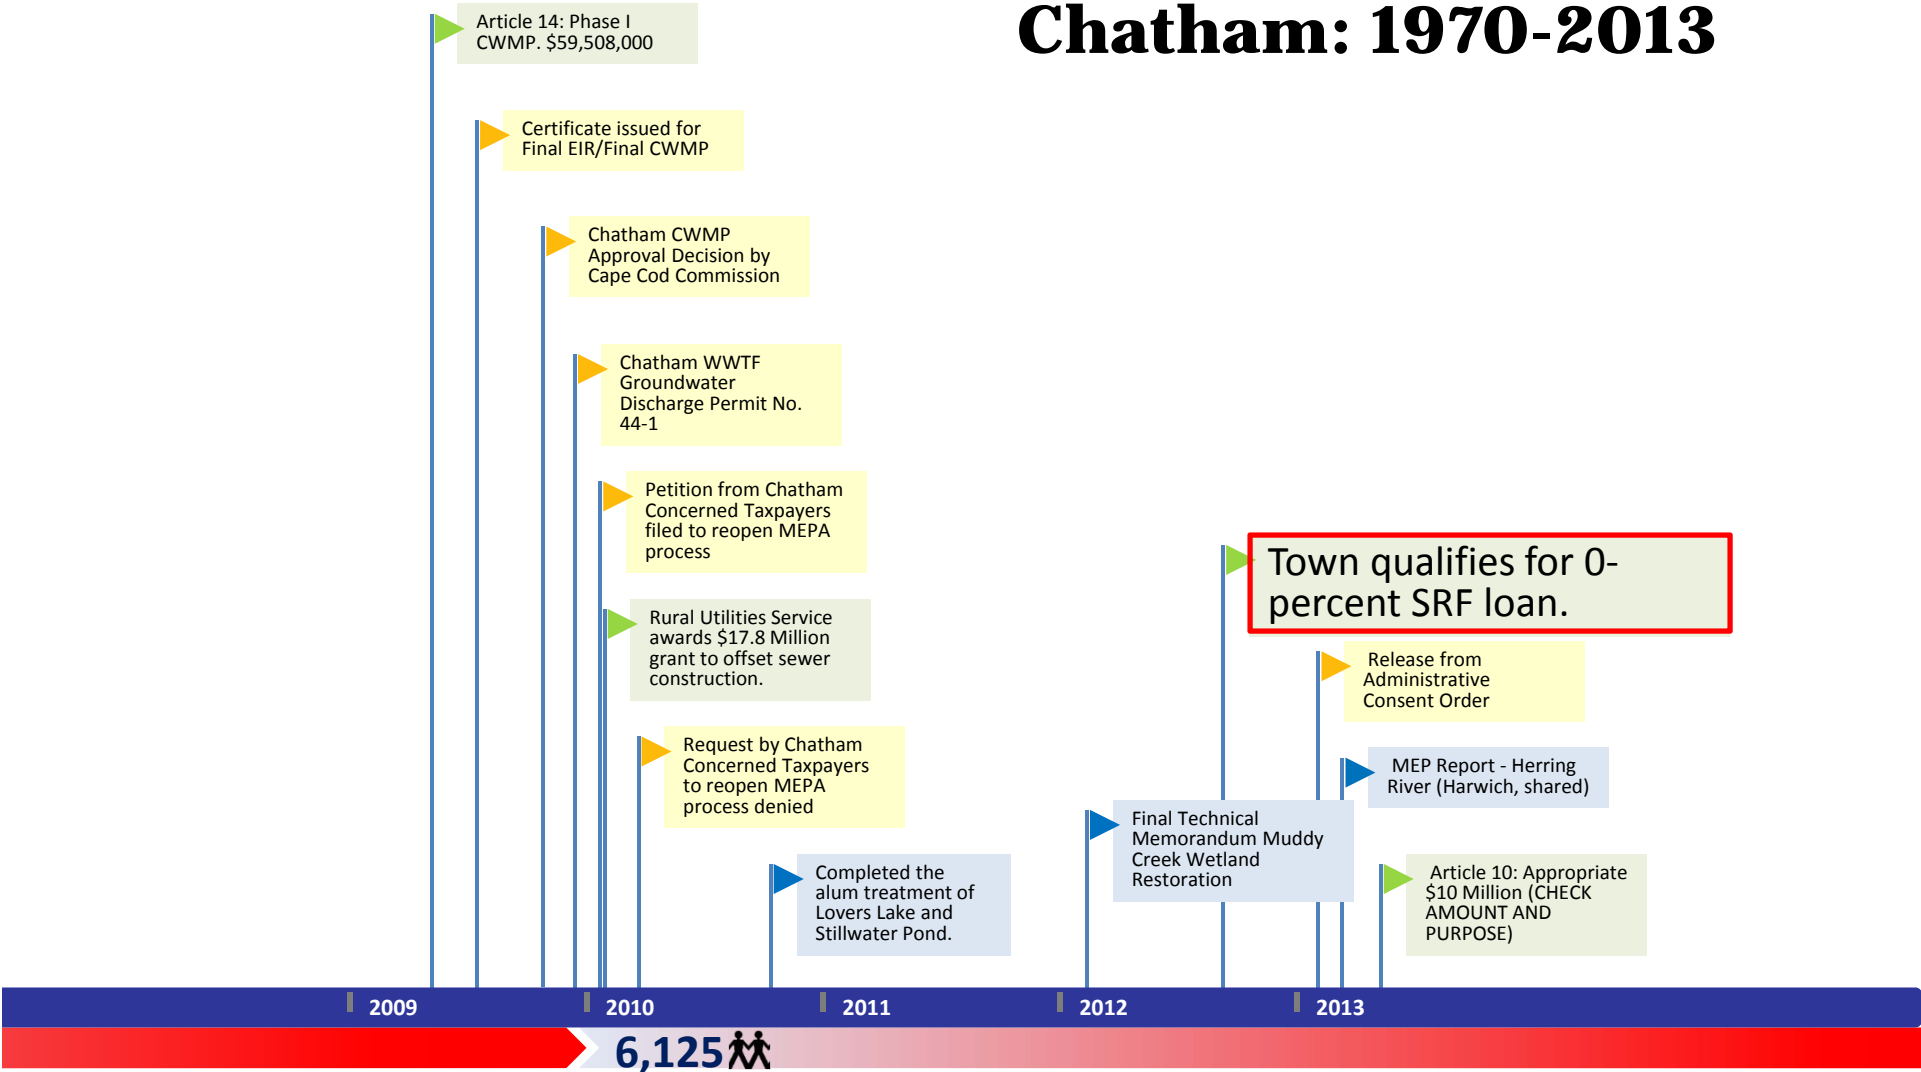 Chatham: 1970-2013
Article 14: Phase I
CWMP. $59,508,000
Certificate issued for
Final EIR/Final CWMP
Chatham CWMP
Approval Decision by
Cape Cod Commission
Chatham WWTF
Groundwater
Discharge Permit No.
44-1
Petition from Chatham
Concerned Taxpayers
filed to reopen MEPA
process
Rural Utilities Service
awards $17.8 Million
grant to offset sewer
construction.
Request by Chatham
Concerned Taxpayers
to reopen MEPA
process denied
Completed the
alum treatment of
Lovers Lake and
Stillwater Pond.
Final Technical
Memorandum Muddy
Creek Wetland
Restoration
Town qualifies for 0-
percent SRF loan.
Release from
Administrative
Consent Order
MEP Report - Herring
River (Harwich, shared)
Article 10: Appropriate
$10 Million (CHECK
AMOUNT AND
PURPOSE)
2009 2010 2011 2012 2013
6,125